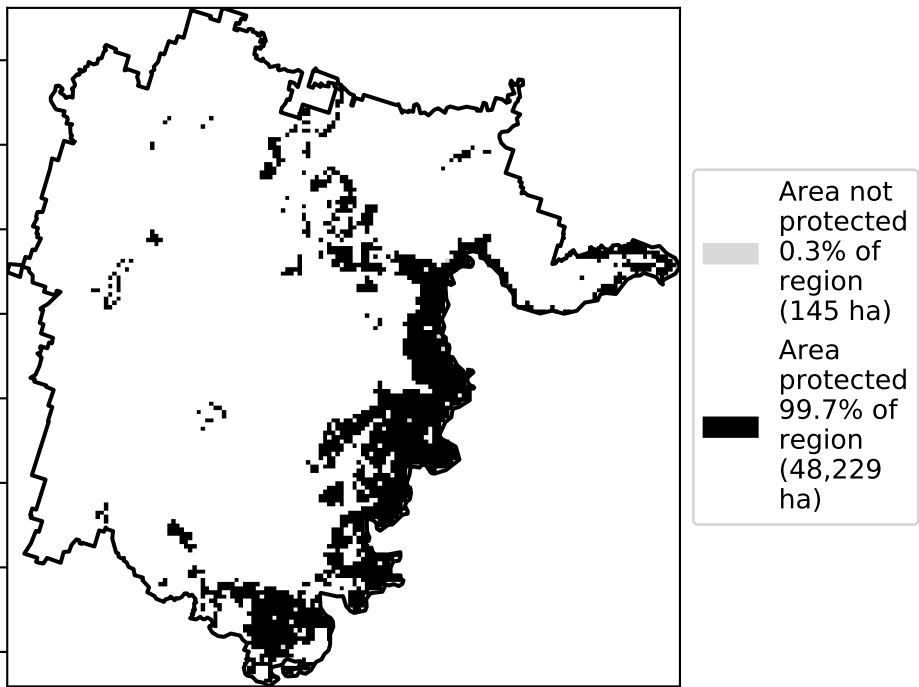 Area not
protected
0.3% of
region
(145 ha)
Area
protected
99.7% of
region
(48,229
ha)